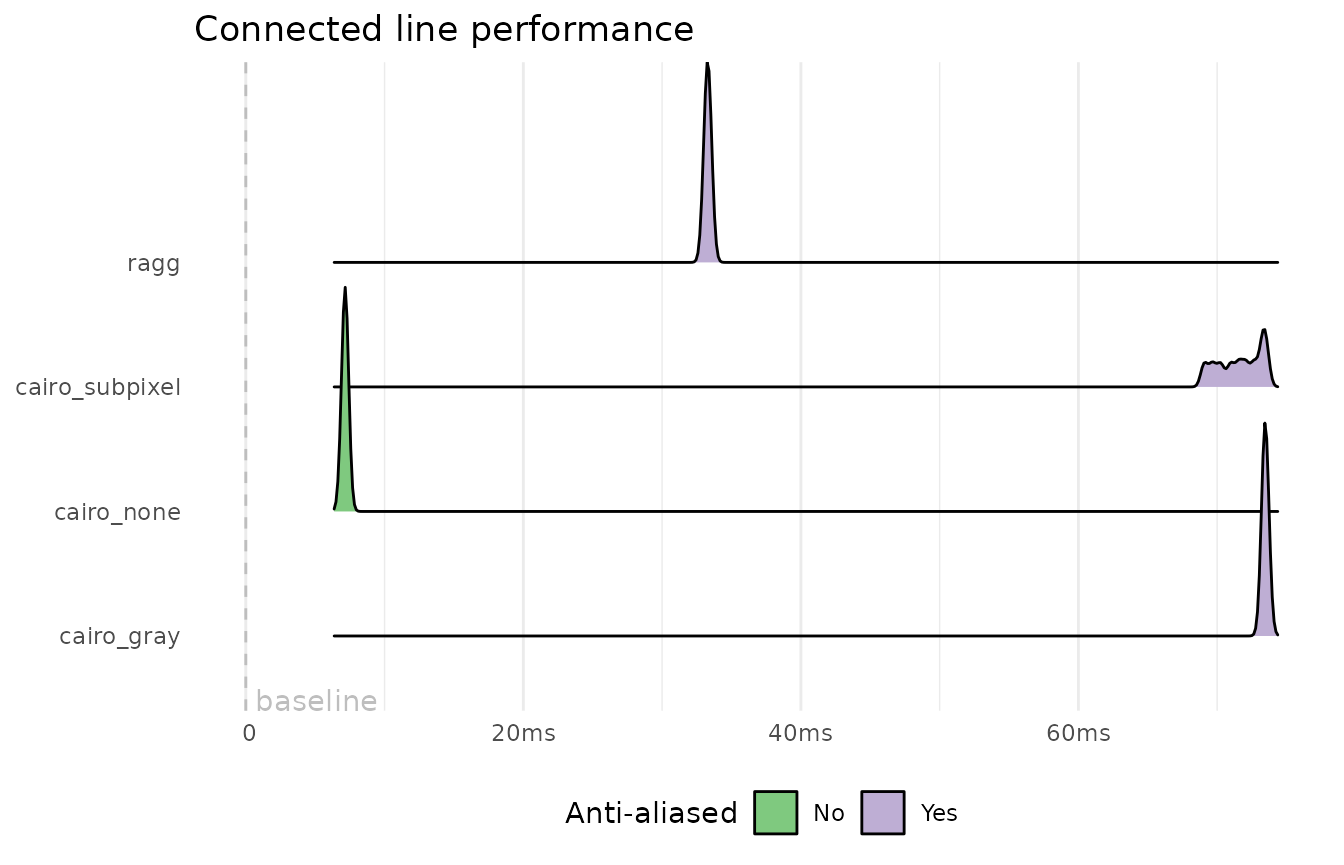 Connected line performance
ragg
cairo_subpixel
cairo_none
cairo_gray
baseline
0 20ms 40ms 60ms
Anti-aliased No Yes